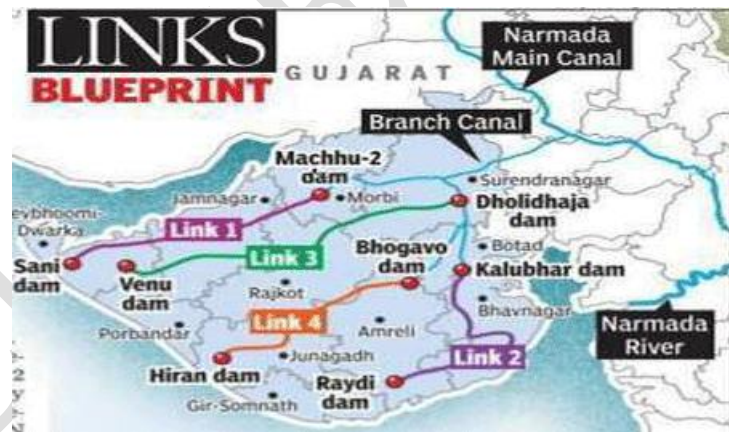 LINKS
BLUEPRINT
GUJARAT
Narmada
Main Canal
Branch Canal
Machhu-2
dam
Surendranagar
Jamnagar
Morbi
Dholidhaja
dam
Dwarka
Link 1
Link 3
Bhogavo
dam
Botad
Kalubhar dam
Sani
dam
Venu
dam
Rajkot
Link 4
Bhavnagar
Porbandar
Amreli
Narmada
River
Hiran dam
Junagadh
Link 2
Raydi
dam
Gir-Somnath